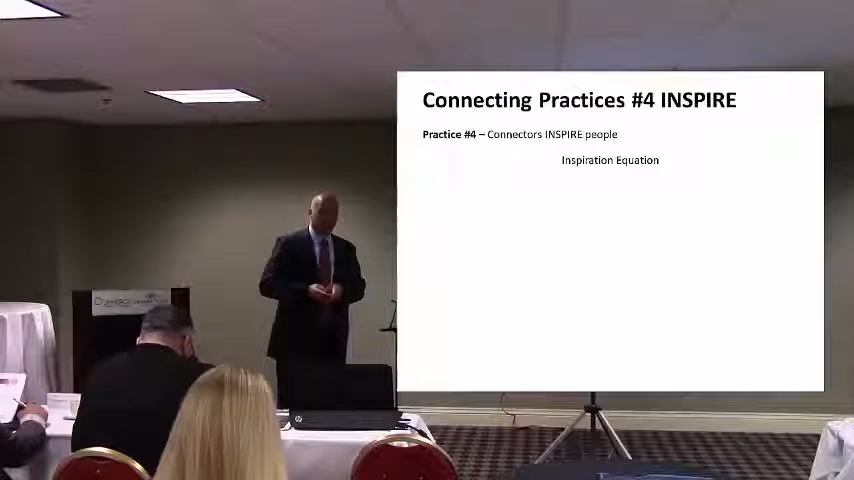 Connecting Practices #4 INSPIRE
Practice #4 – Connectors INSPIRE people
Inspiration Equation